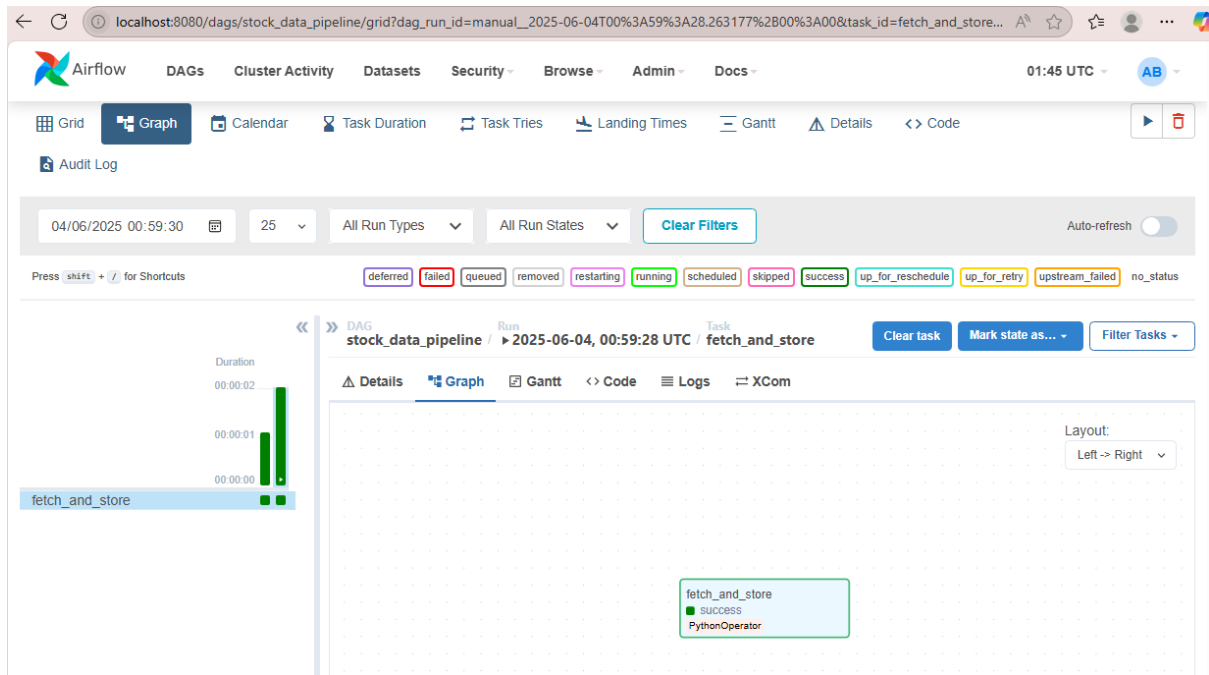 localhost:8080/dags/stock_data_pipeline/grid?dag_run_id=manual__2025-06-04T00%3A59%3A28.263177%2B00%3A00&task_id=fetch_and_store...
Airflow DAGs Cluster Activity Datasets Security Browse Admin Docs 01:45 UTC AB
Grid Graph Calendar Task Duration Task Tries Landing Times Gantt Details <> Code
Audit Log
04/06/2025 00:59:30 25 All Run Types All Run States Clear Filters Auto-refresh
Press shift + / for Shortcuts deferred failed queued removed restarting running scheduled skipped success up_for_reschedule up_for_retry upstream_failed no_status
DAG Run Task
stock_data_pipeline / 2025-06-04, 00:59:28 UTC / fetch_and_store Clear task Mark state as... Filter Tasks
Duration
00:00:02
00:00:01
00:00:00
fetch_and_store
Details Graph Gantt <> Code Logs XCom
Layout:
Left -> Right
fetch_and_store
success
PythonOperator